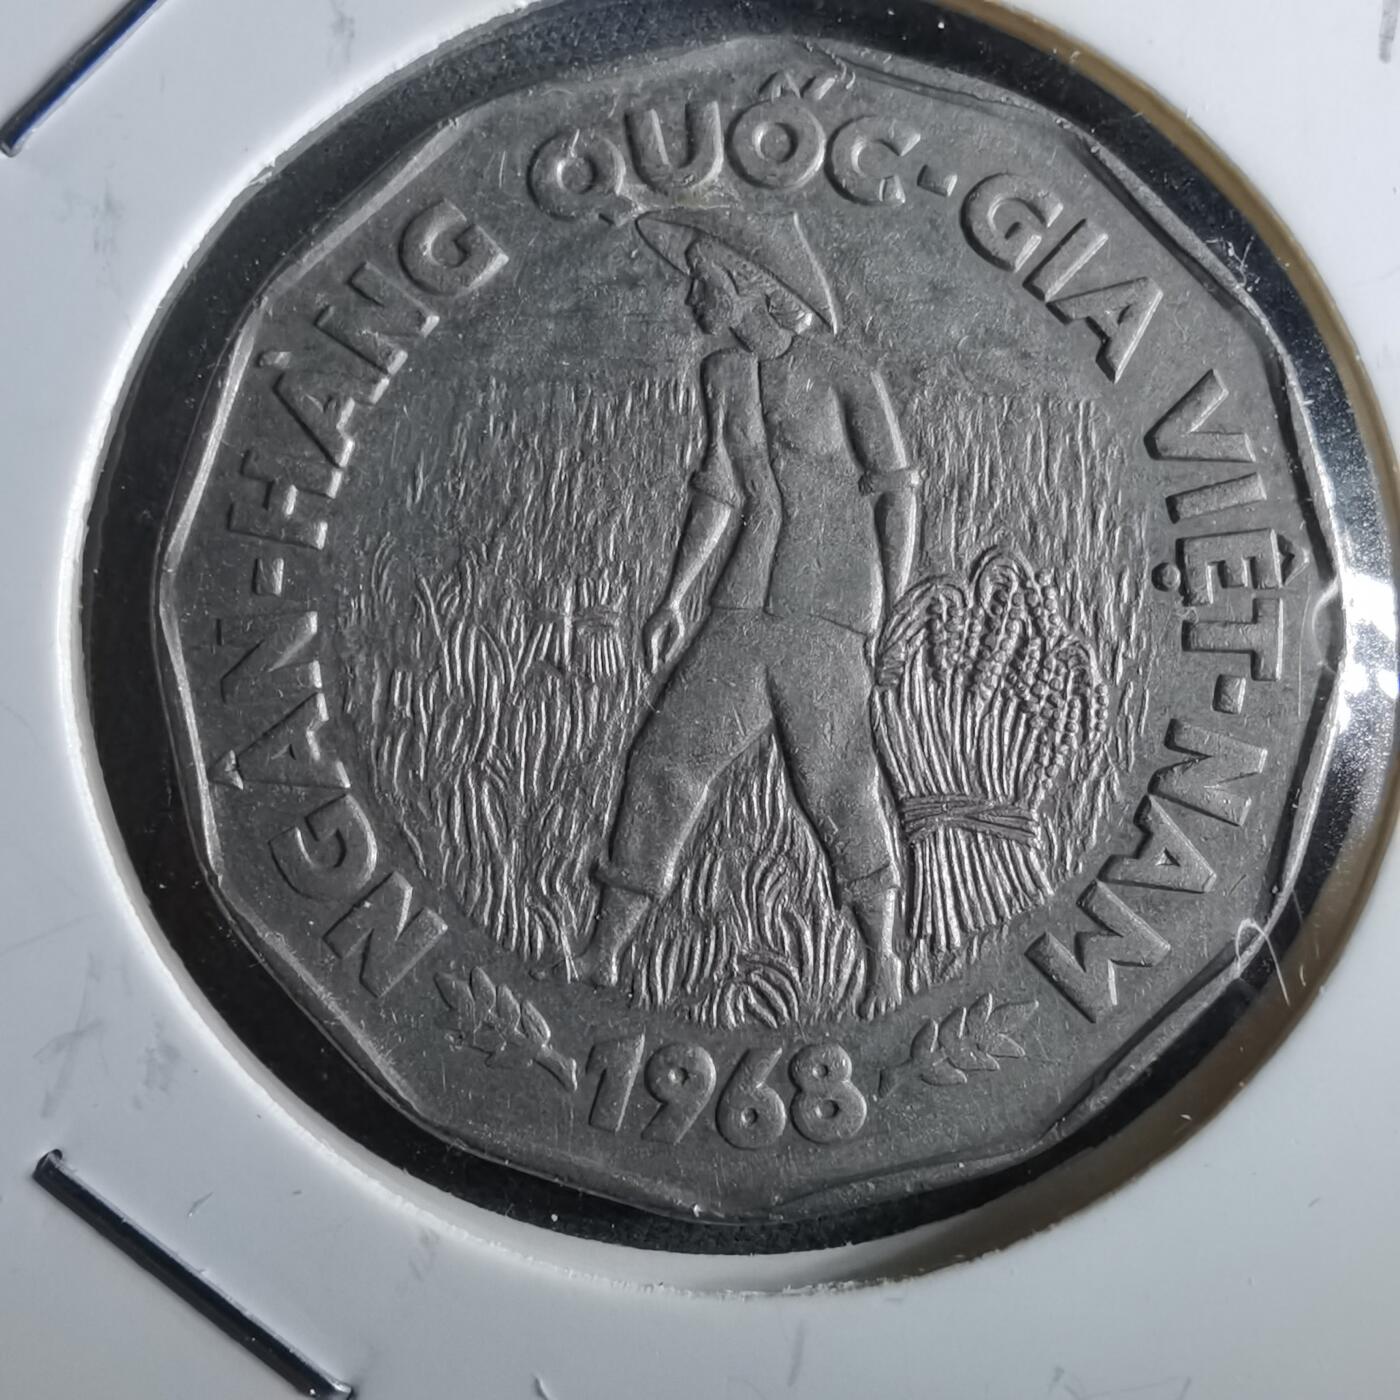 NGÂN-HÀNG QUỐC-GIA VIỆT-NAM
1968